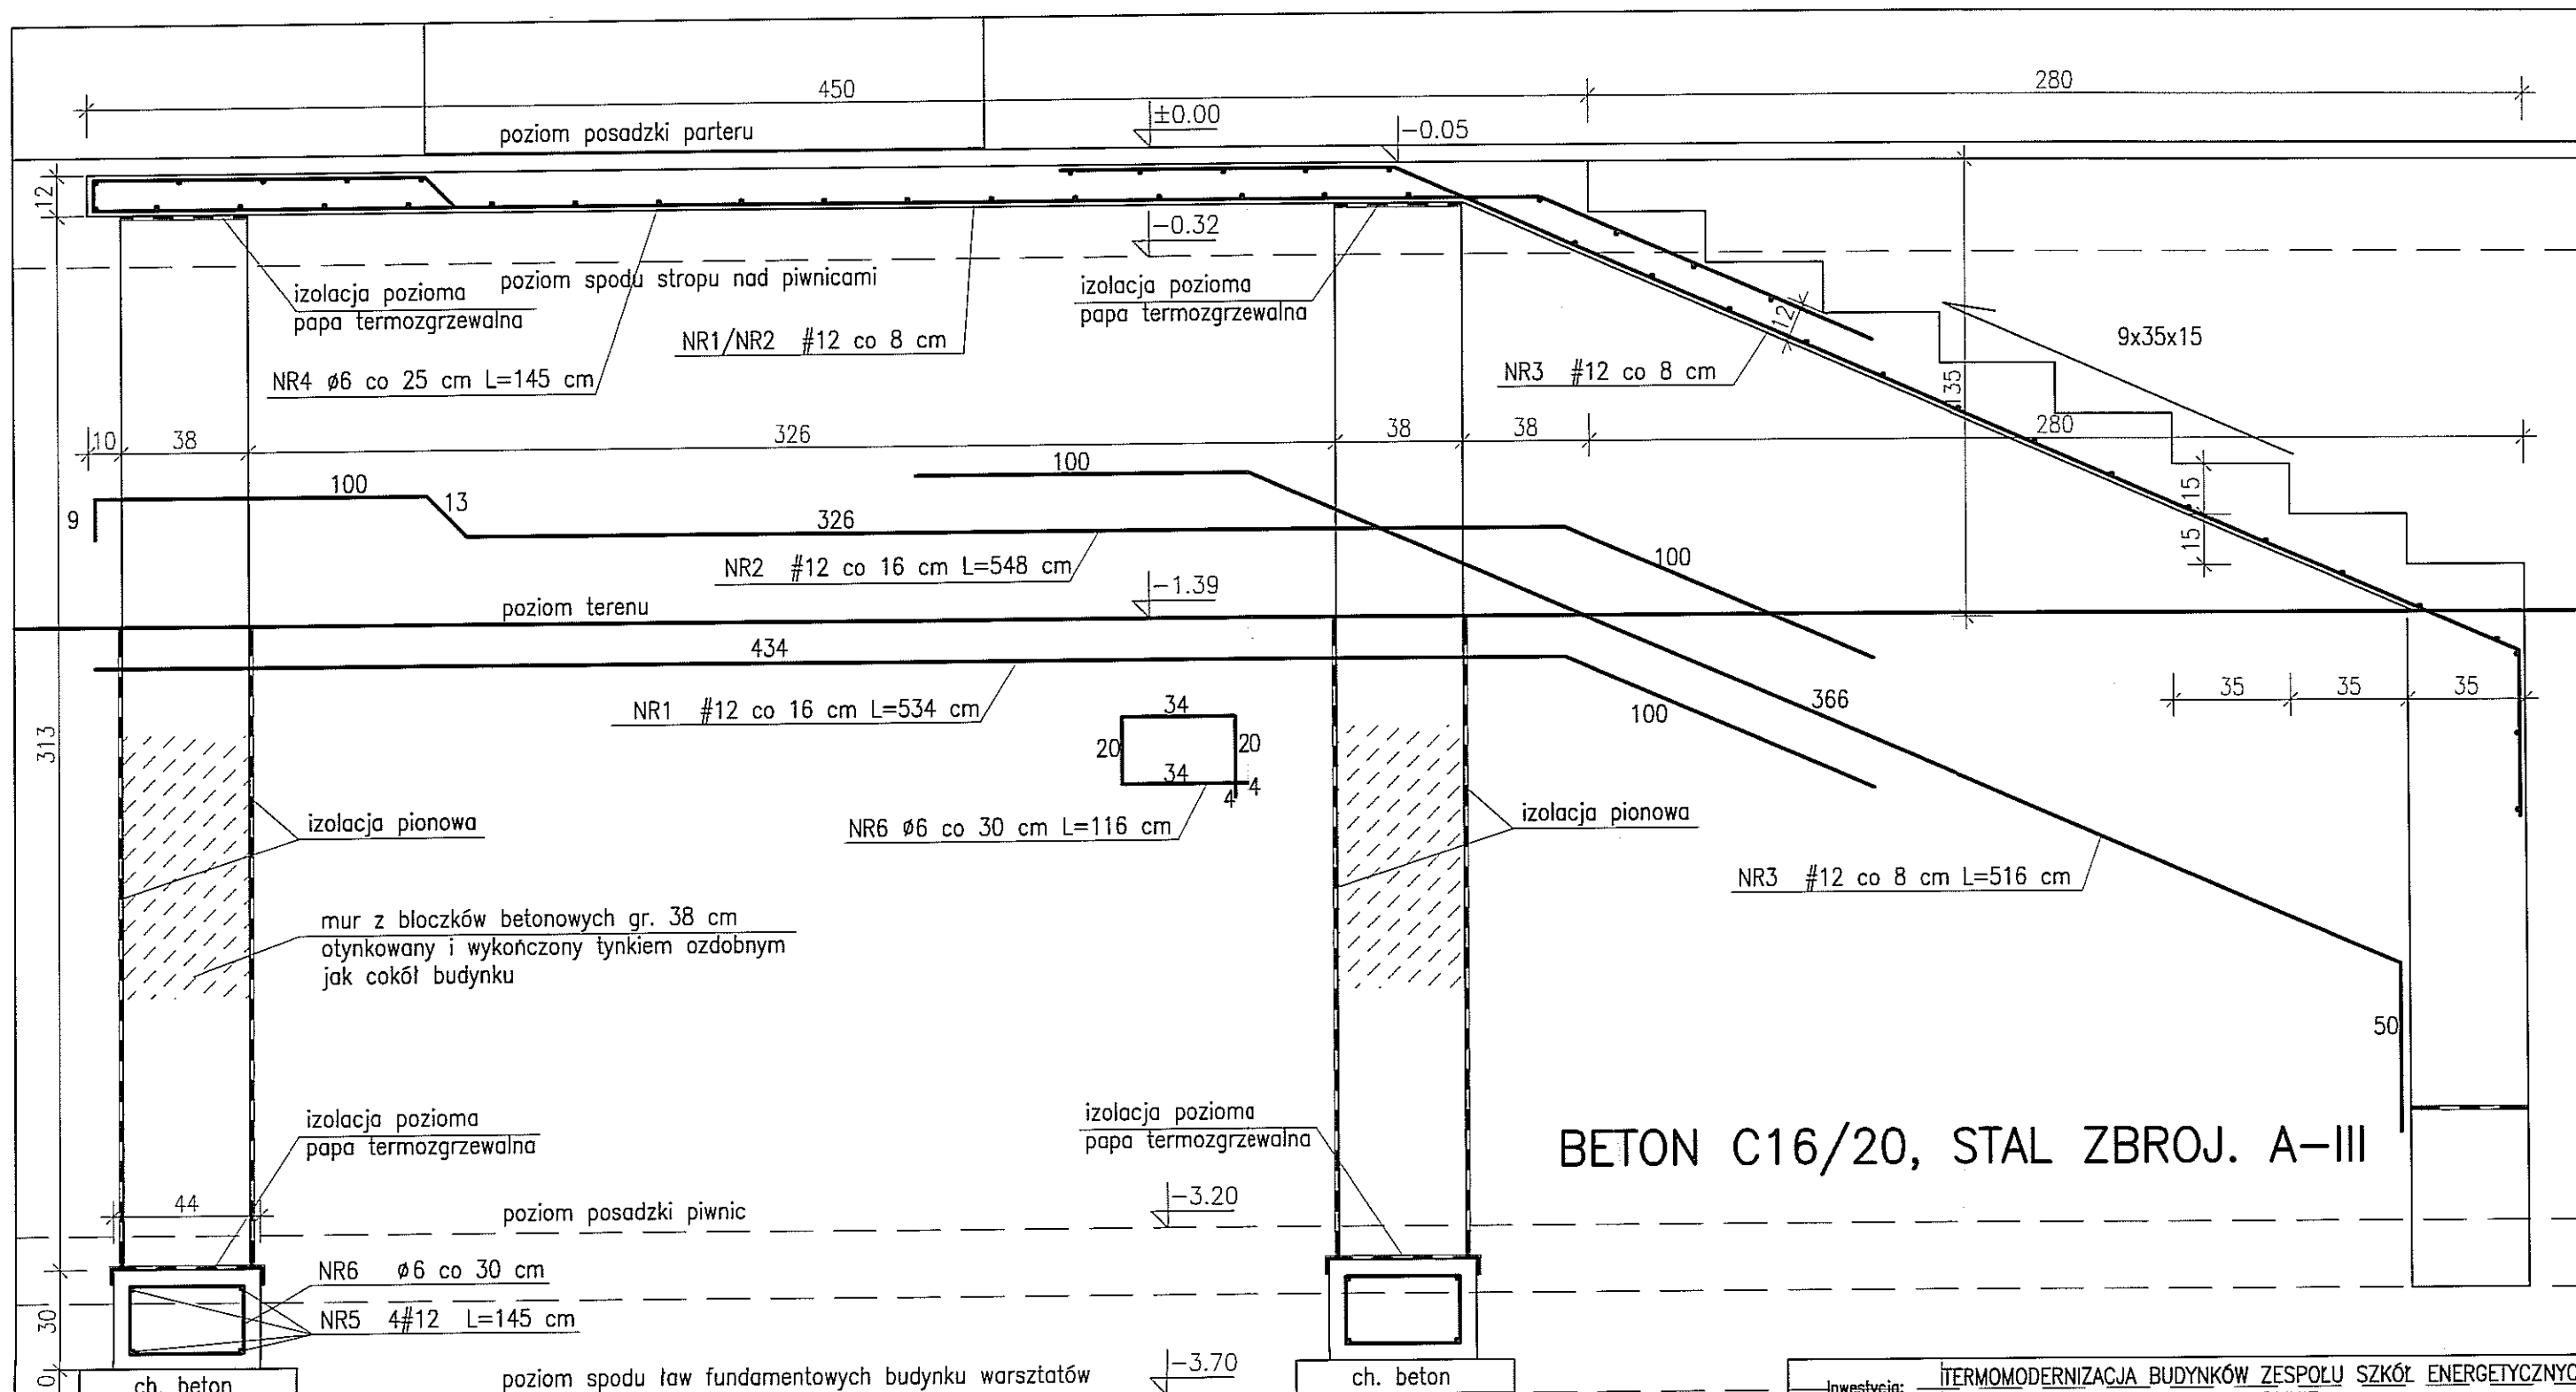 450
280
poziom posadzki parteru
±0.00
-0.05
12
-0.32
poziom spodu stropu nad piwnicami
izolacja pozioma
papa termozgrzewalna
izolacja pozioma
papa termozgrzewalna
NR1/NR2 #12 co 8 cm
NR4 ø6 co 25 cm L=145 cm
12
NR3 #12 co 8 cm
9x35x15
135
10
38
326
38
38
280
100
100
9
13
326
15
15
NR2 #12 co 16 cm L=548 cm
100
-1.39
poziom terenu
434
NR1 #12 co 16 cm L=534 cm
100
366
35
35
35
313
34
20
20
34
4
4
NR6 ø6 co 30 cm L=116 cm
izolacja pionowa
izolacja pionowa
NR3 #12 co 8 cm L=516 cm
mur z bloczków betonowych gr. 38 cm
otynkowany i wykończony tynkiem ozdobnym
jak cokół budynku
50
izolacja pozioma
papa termozgrzewalna
izolacja pozioma
papa termozgrzewalna
BETON C16/20, STAL ZBROJ. A-III
44
poziom posadzki piwnic
-3.20
NR6 ø6 co 30 cm
30
NR5 4#12 L=145 cm
poziom spodu ław fundamentowych budynku warsztatów
-3.70
ch. beton
ch. beton
Inwestycja:
TERMOMODERNIZACJA BUDYNKÓW ZESPOŁU SZKÓŁ ENERGETYCZNYC